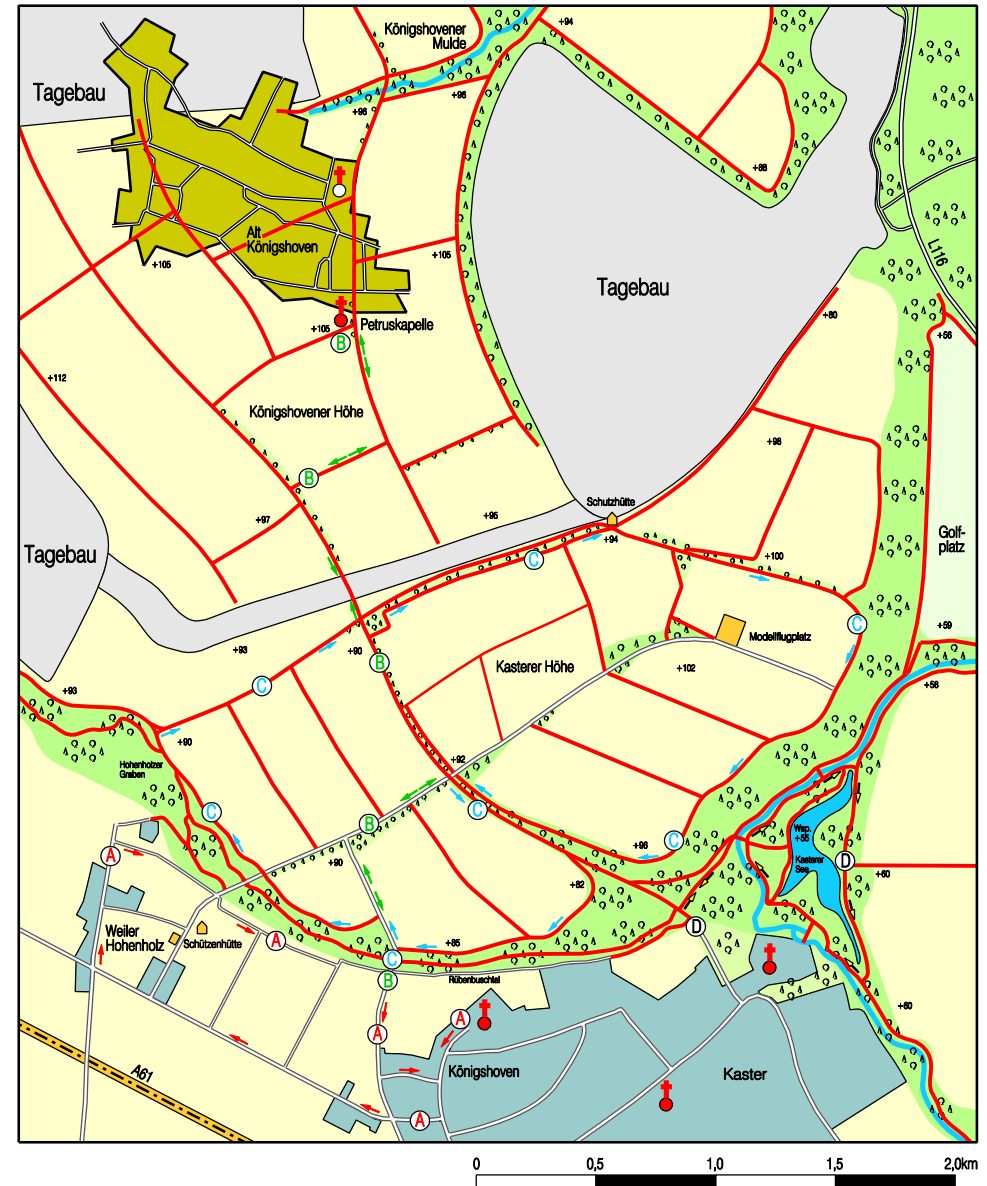 Königshovener
Mulde
+94
Tagebau
+96
+96
+88
Alt
Königshoven
L116
+105
+105
Tagebau
+80
+105
Petruskapelle
B
+56
+112
Königshovener Höhe
+98
B
Schutzhütte
+97
+95
+94
Golf-
platz
Tagebau
C
+100
C
+59
Modellflugplatz
+93
+90
B
Kasterer Höhe
+102
+56
C
+93
+90
Hohenholzer
Graben
+92
C
C
B
Wsp.
+55
C
+96
Kasterer
See
A
+90
D
+60
+82
Weiler
Hohenholz
Schützenhütte
A
D
+85
C
B
Rübenbuschtel
+60
A
A
A61
Königshoven
Kaster
A
0
0,5
1,0
1,5
2,0km